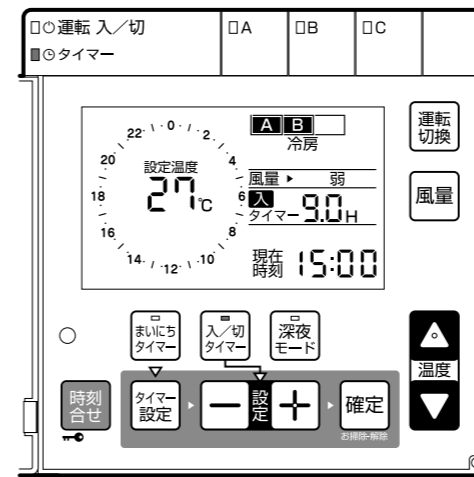 運転 入／切
A
B
C
タイマー
運転
切換
風量
0
2
4
6
8
10
12
14
16
18
20
22
設定温度
27℃
A B
冷房
風量 ▶ 弱
入
タイマー 9.0H
現在
時刻 15:00
まいにち
タイマー
入／切
タイマー
深夜
モード
温度
時刻
合せ
タイマー
設定
−
設定
＋
確定
お掃除・解除